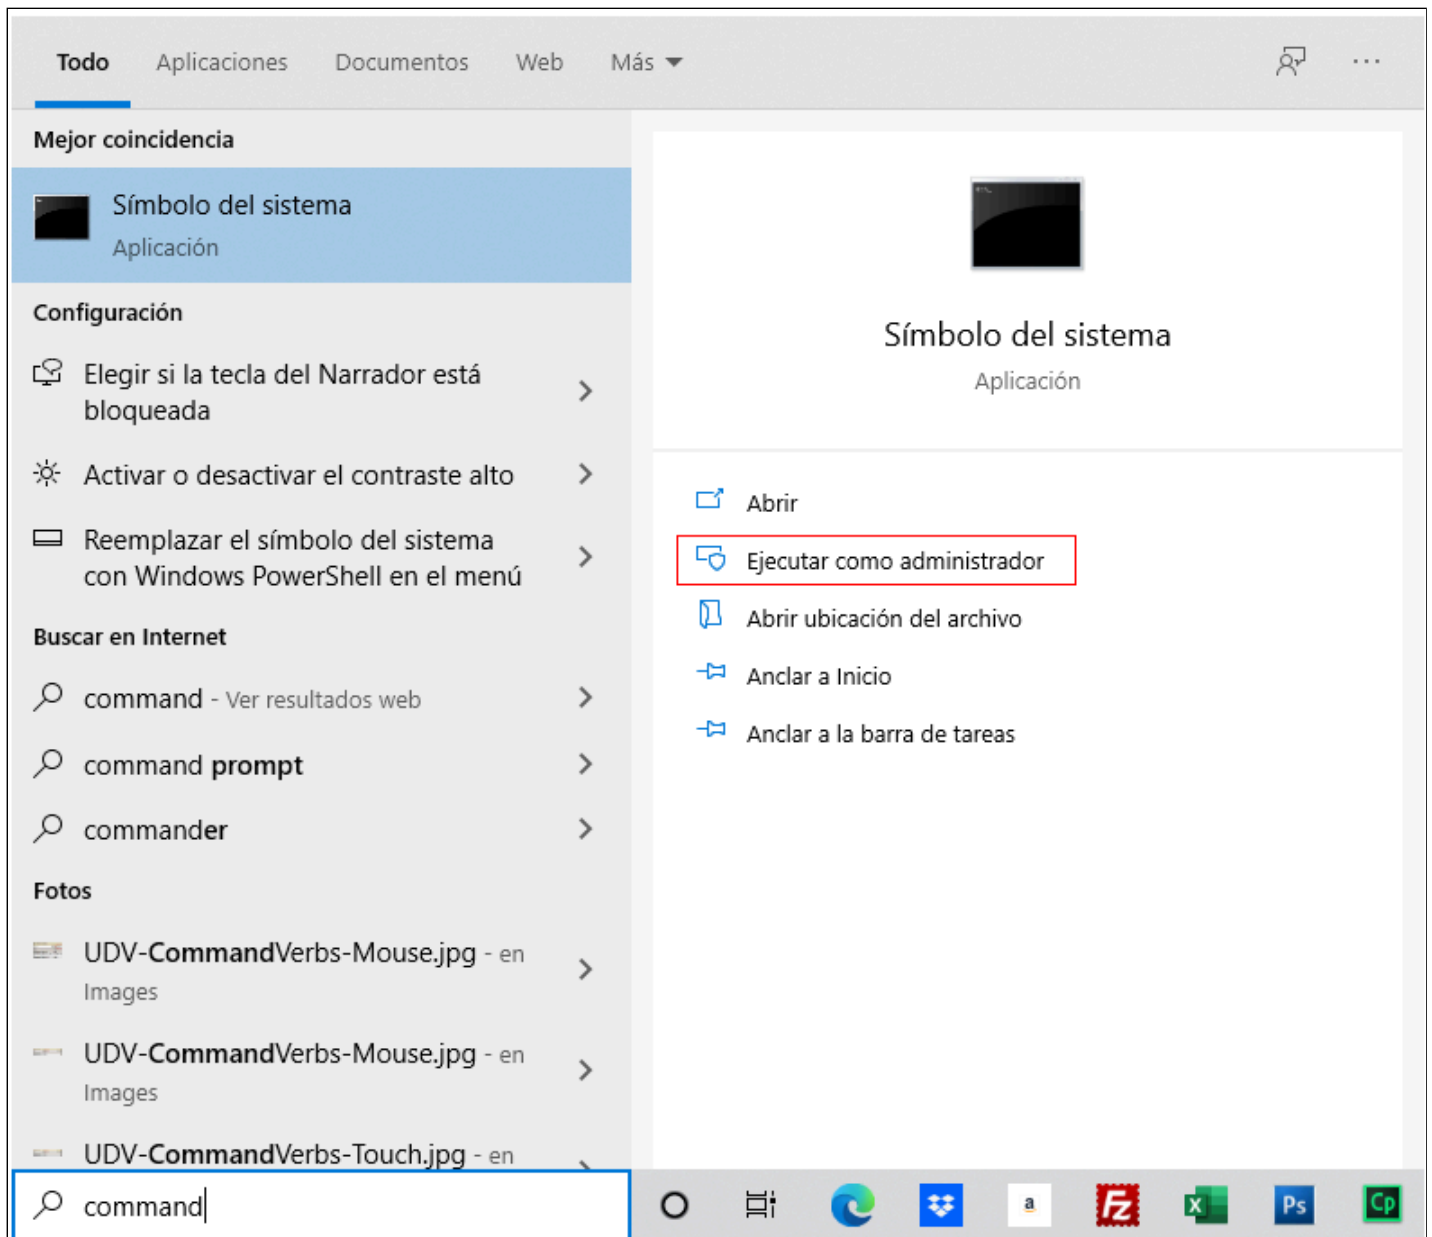 Todo Aplicaciones Documentos Web Más
Mejor coincidencia
Símbolo del sistema
Aplicación
Configuración
Elegir si la tecla del Narrador está
bloqueada
Activar o desactivar el contraste alto
Reemplazar el símbolo del sistema
con Windows PowerShell en el menú
Buscar en Internet
command - Ver resultados web
command prompt
commander
Fotos
UDV-CommandVerbs-Mouse.jpg - en
Images
UDV-CommandVerbs-Mouse.jpg - en
Images
UDV-CommandVerbs-Touch.jpg - en
Símbolo del sistema
Aplicación
Abrir
Ejecutar como administrador
Abrir ubicación del archivo
Anclar a Inicio
Anclar a la barra de tareas
command
a Fz X Ps Cp